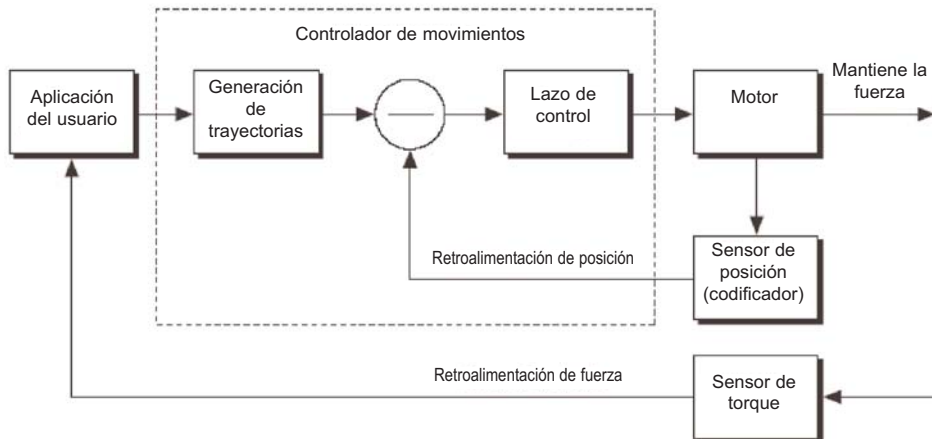 Controlador de movimientos
Aplicación
del usuario
Generación
de
trayectorias
Lazo de
control
Motor
Mantiene la
fuerza
Retroalimentación de posición
Sensor de
posición
(codificador)
Retroalimentación de fuerza
Sensor de
torque